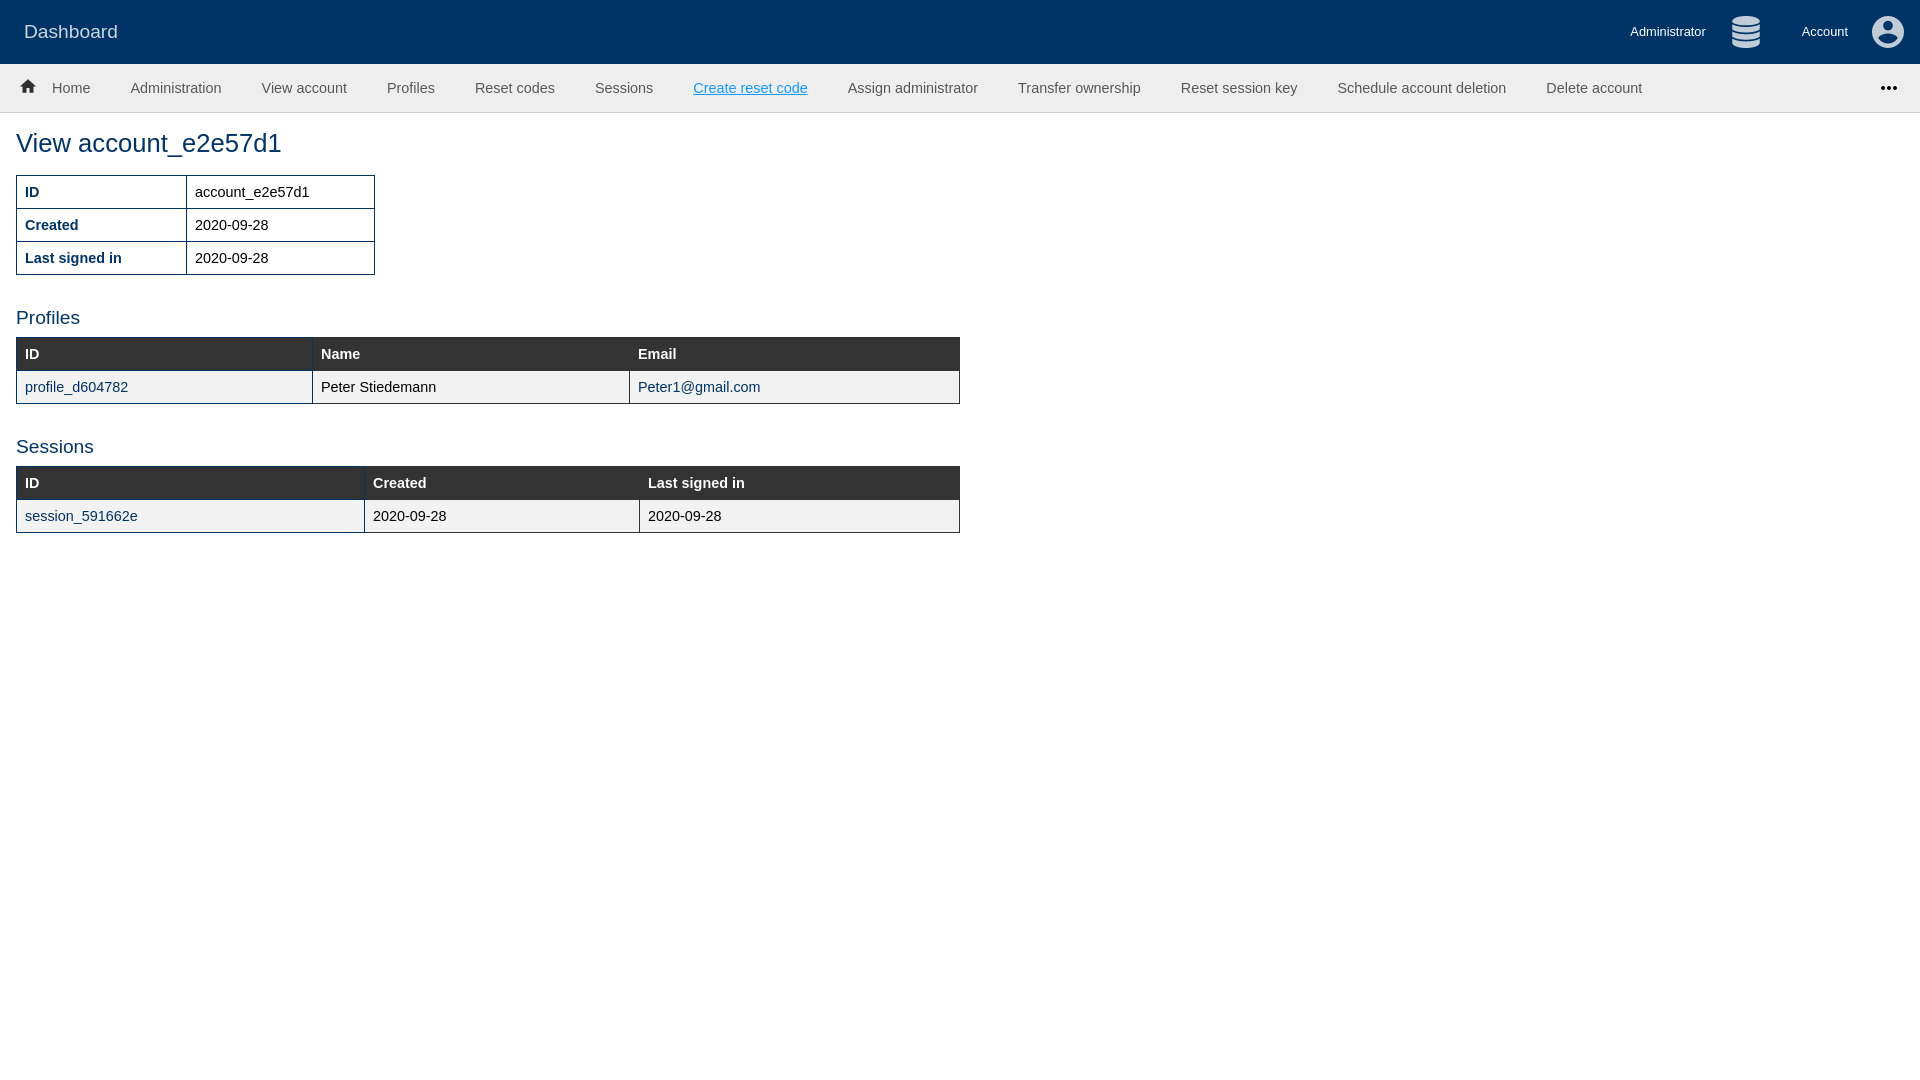 Dashboard Administrator Account
Home Administration View account Profiles Reset codes Sessions Create reset code Assign administrator Transfer ownership Reset session key Schedule account deletion Delete account
View account_e2e57d1
ID account_e2e57d1
Created 2020-09-28
Last signed in 2020-09-28
Profiles
ID Name Email
profile_d604782 Peter Stiedemann Peter1@gmail.com
Sessions
ID Created Last signed in
session_591662e 2020-09-28 2020-09-28